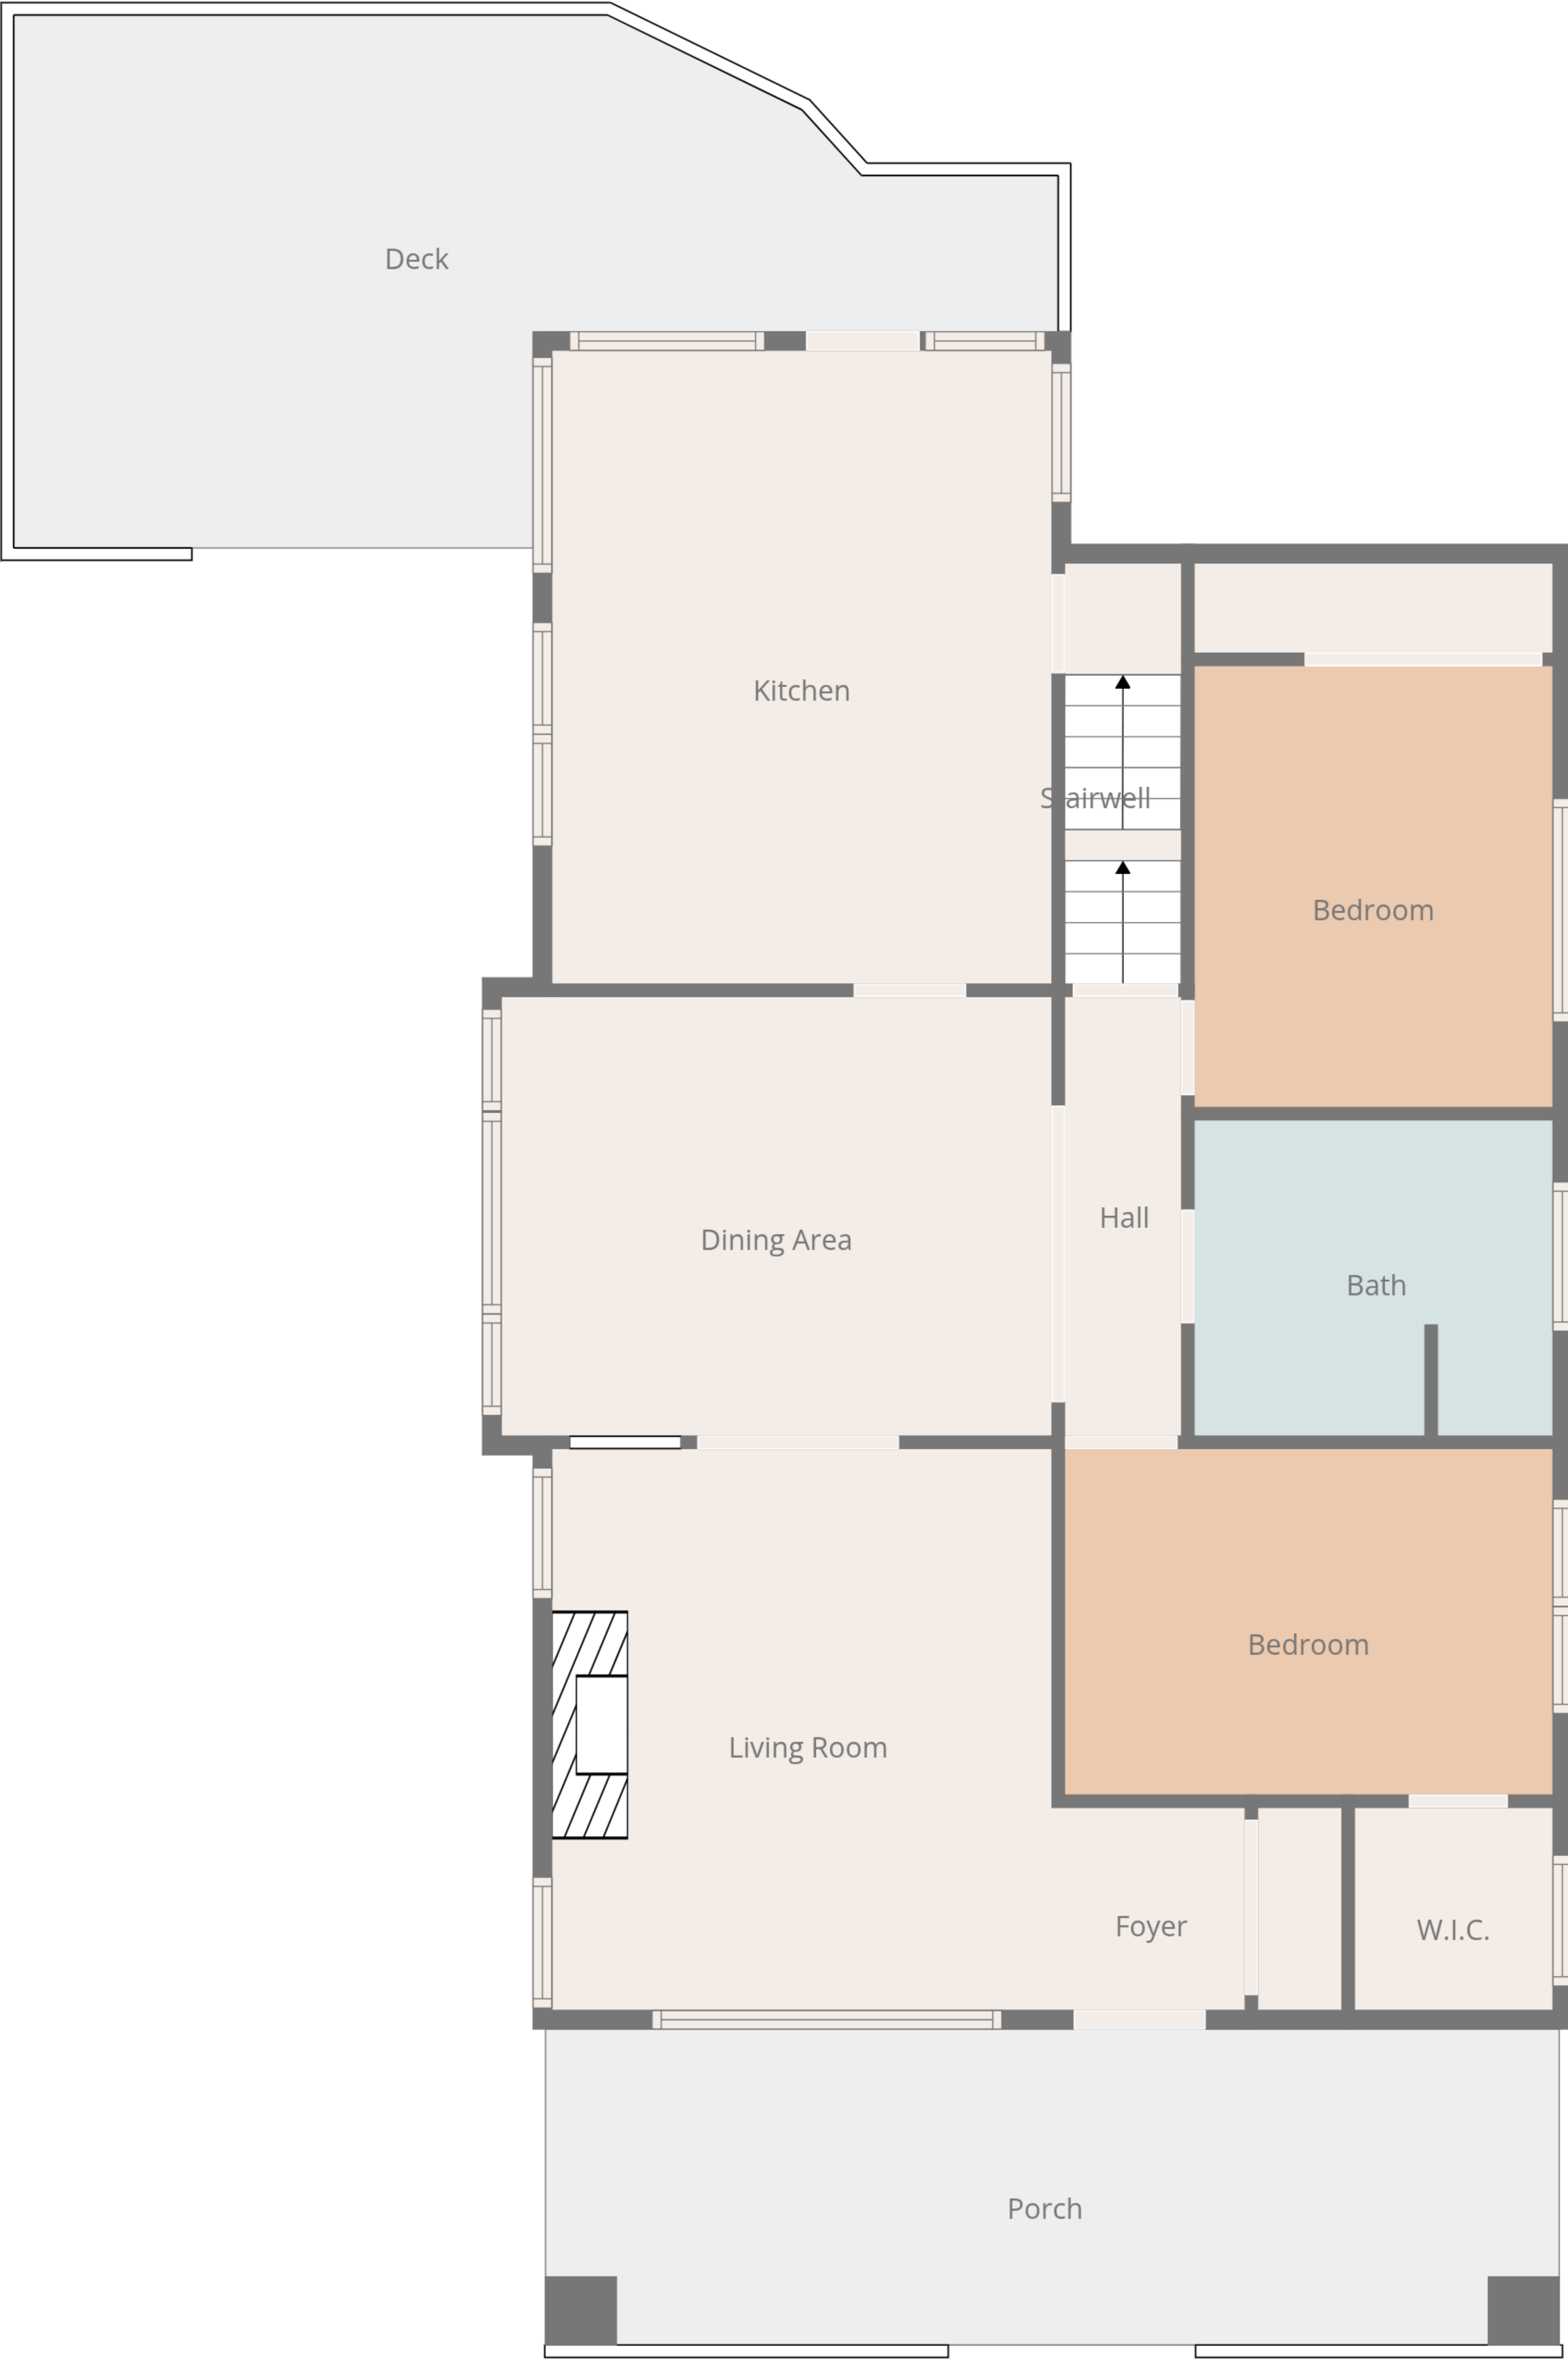 Deck
Kitchen
Stairwell
Bedroom
Hall
Dining Area
Bath
Bedroom
Living Room
Foyer
W.I.C.
Porch